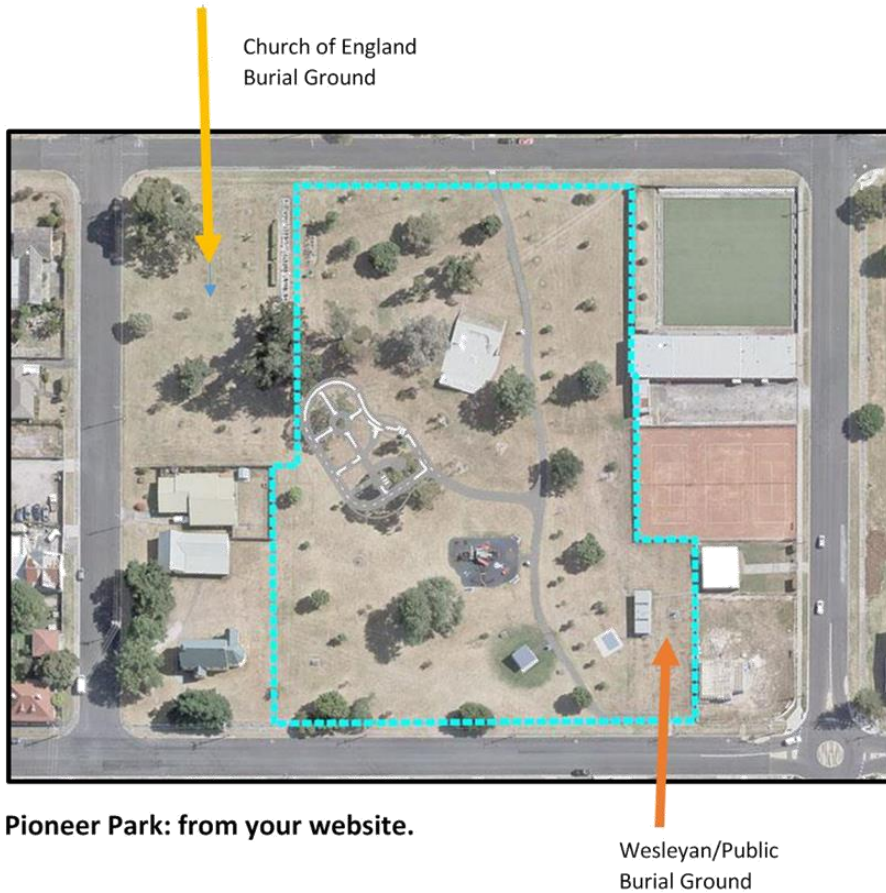 Church of England
Burial Ground
Pioneer Park: from your website.
Wesleyan/Public
Burial Ground